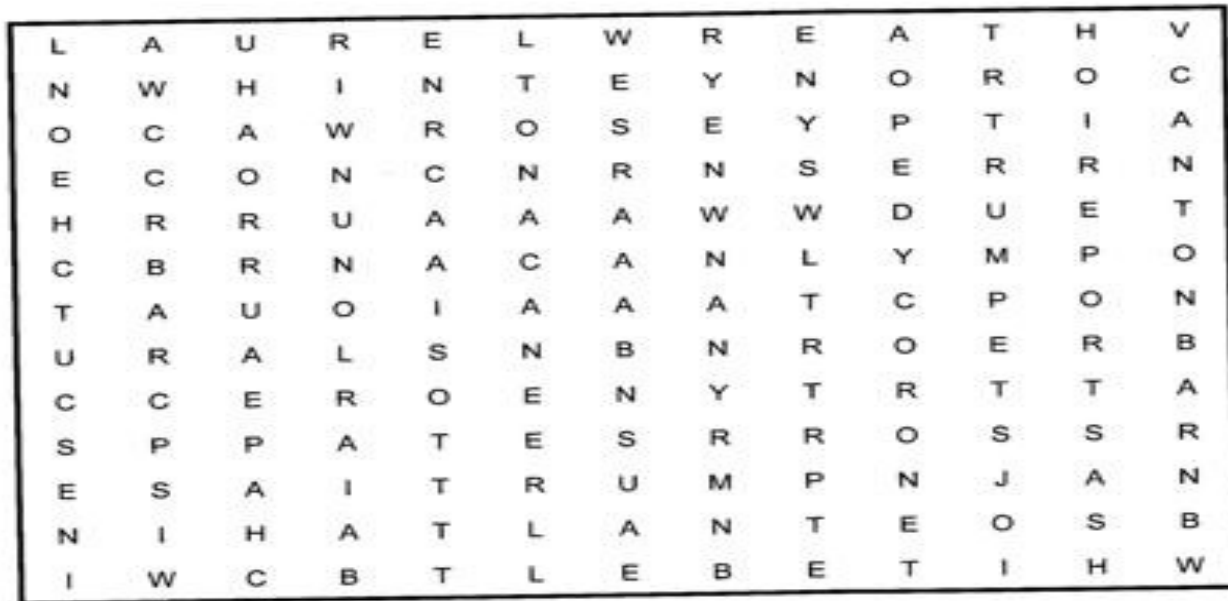 L A U R E L W R E A T H V
N W H I N T E Y N O R O C
O C A W R O S E Y P T I A
E C O N C N R N S E R R N
H R R U A A A W W D U E T
C B R N A C A N L Y M P O
T A U O I A A A T C P O N
U R A L S N B N R O E R B
C C E R O E N Y T R T T A
S P P A T E S R R O S S R
E S A I T R U M P N J A N
N I H A T L A N T E O S B
I W C B T L E B E T I H W